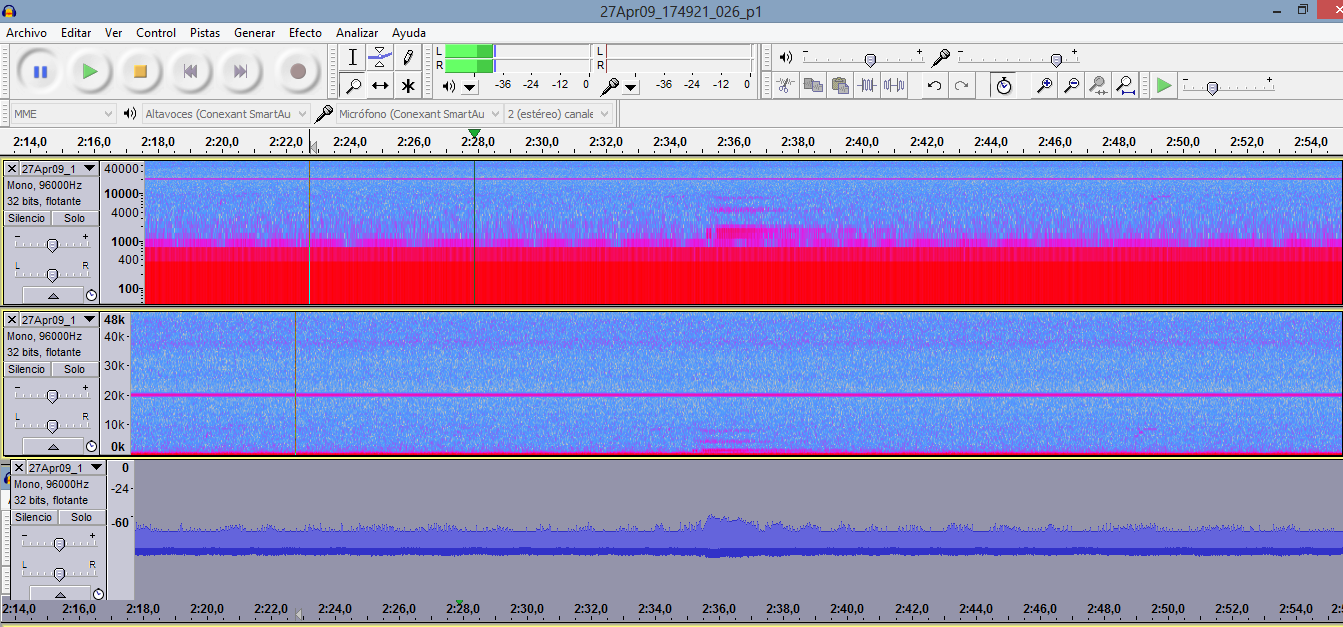 27Apr09_174921_026_p1
Archivo Editar Ver Control Pistas Generar Efecto Analizar Ayuda
L
R
-36 -24 -12 0
L
R
-36 -24 -12 0
- +
- +
- +
MME
Altavoces (Conexant SmartAu
Micrófono (Conexant SmartAu
2 (estéreo) canale
2:14,0 2:16,0 2:18,0 2:20,0 2:22,0 2:24,0 2:26,0 2:28,0 2:30,0 2:32,0 2:34,0 2:36,0 2:38,0 2:40,0 2:42,0 2:44,0 2:46,0 2:48,0 2:50,0 2:52,0 2:54,0
27Apr09_1
Mono, 96000Hz
32 bits, flotante
Silencio Solo
- +
L R
40000
10000
4000
1000
400
100
27Apr09_1
Mono, 96000Hz
32 bits, flotante
Silencio Solo
- +
L R
48k
40k
30k
20k
10k
0k
27Apr09_1
Mono, 96000Hz
32 bits, flotante
Silencio Solo
- +
L R
0
-24
-60
2:14,0 2:16,0 2:18,0 2:20,0 2:22,0 2:24,0 2:26,0 2:28,0 2:30,0 2:32,0 2:34,0 2:36,0 2:38,0 2:40,0 2:42,0 2:44,0 2:46,0 2:48,0 2:50,0 2:52,0 2:54,0